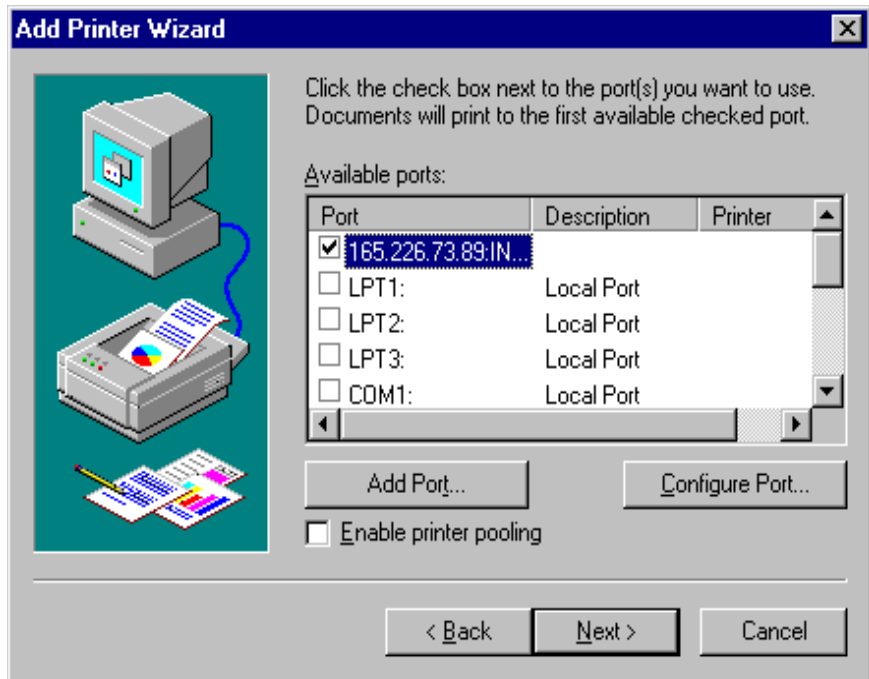 Add Printer Wizard
Click the check box next to the port(s) you want to use.
Documents will print to the first available checked port.
Available ports:
Port Description Printer
165.226.73.89:IN...
LPT1: Local Port
LPT2: Local Port
LPT3: Local Port
COM1: Local Port
Add Port... Configure Port...
Enable printer pooling
< Back Next > Cancel